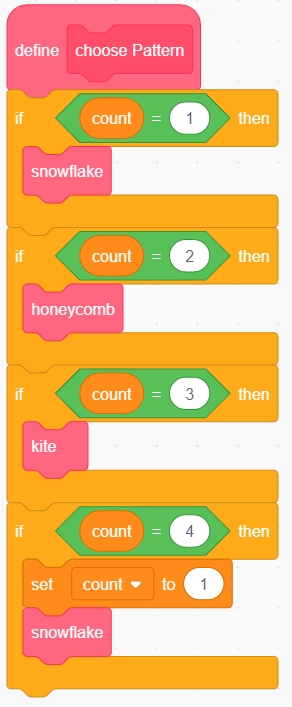 define choose Pattern
if count = 1 then
snowflake
if count = 2 then
honeycomb
if count = 3 then
kite
if count = 4 then
set count to 1
snowflake